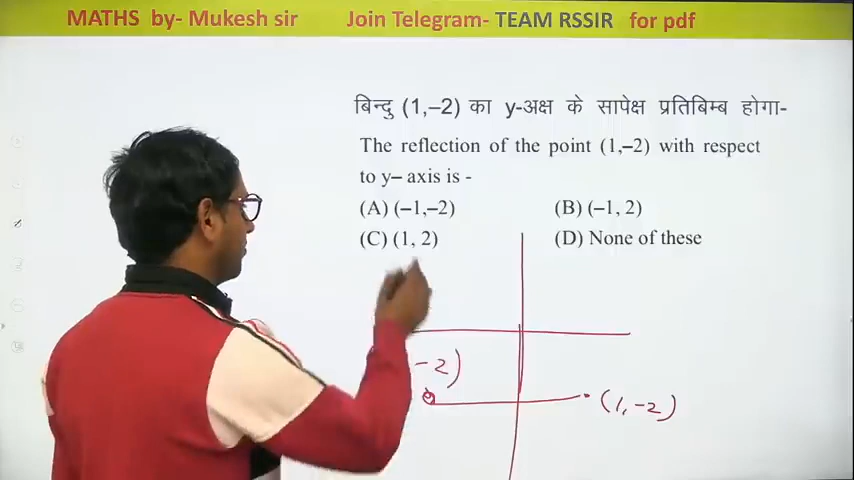 MATHS by- Mukesh sir Join Telegram- TEAM RSSIR for pdf
बिन्दु (1,–2) का y-अक्ष के सापेक्ष प्रतिबिम्ब होगा-
The reflection of the point (1,–2) with respect
to y– axis is -
(A) (–1,–2) (B) (–1, 2)
(C) (1, 2) (D) None of these
-2)
(1,-2)